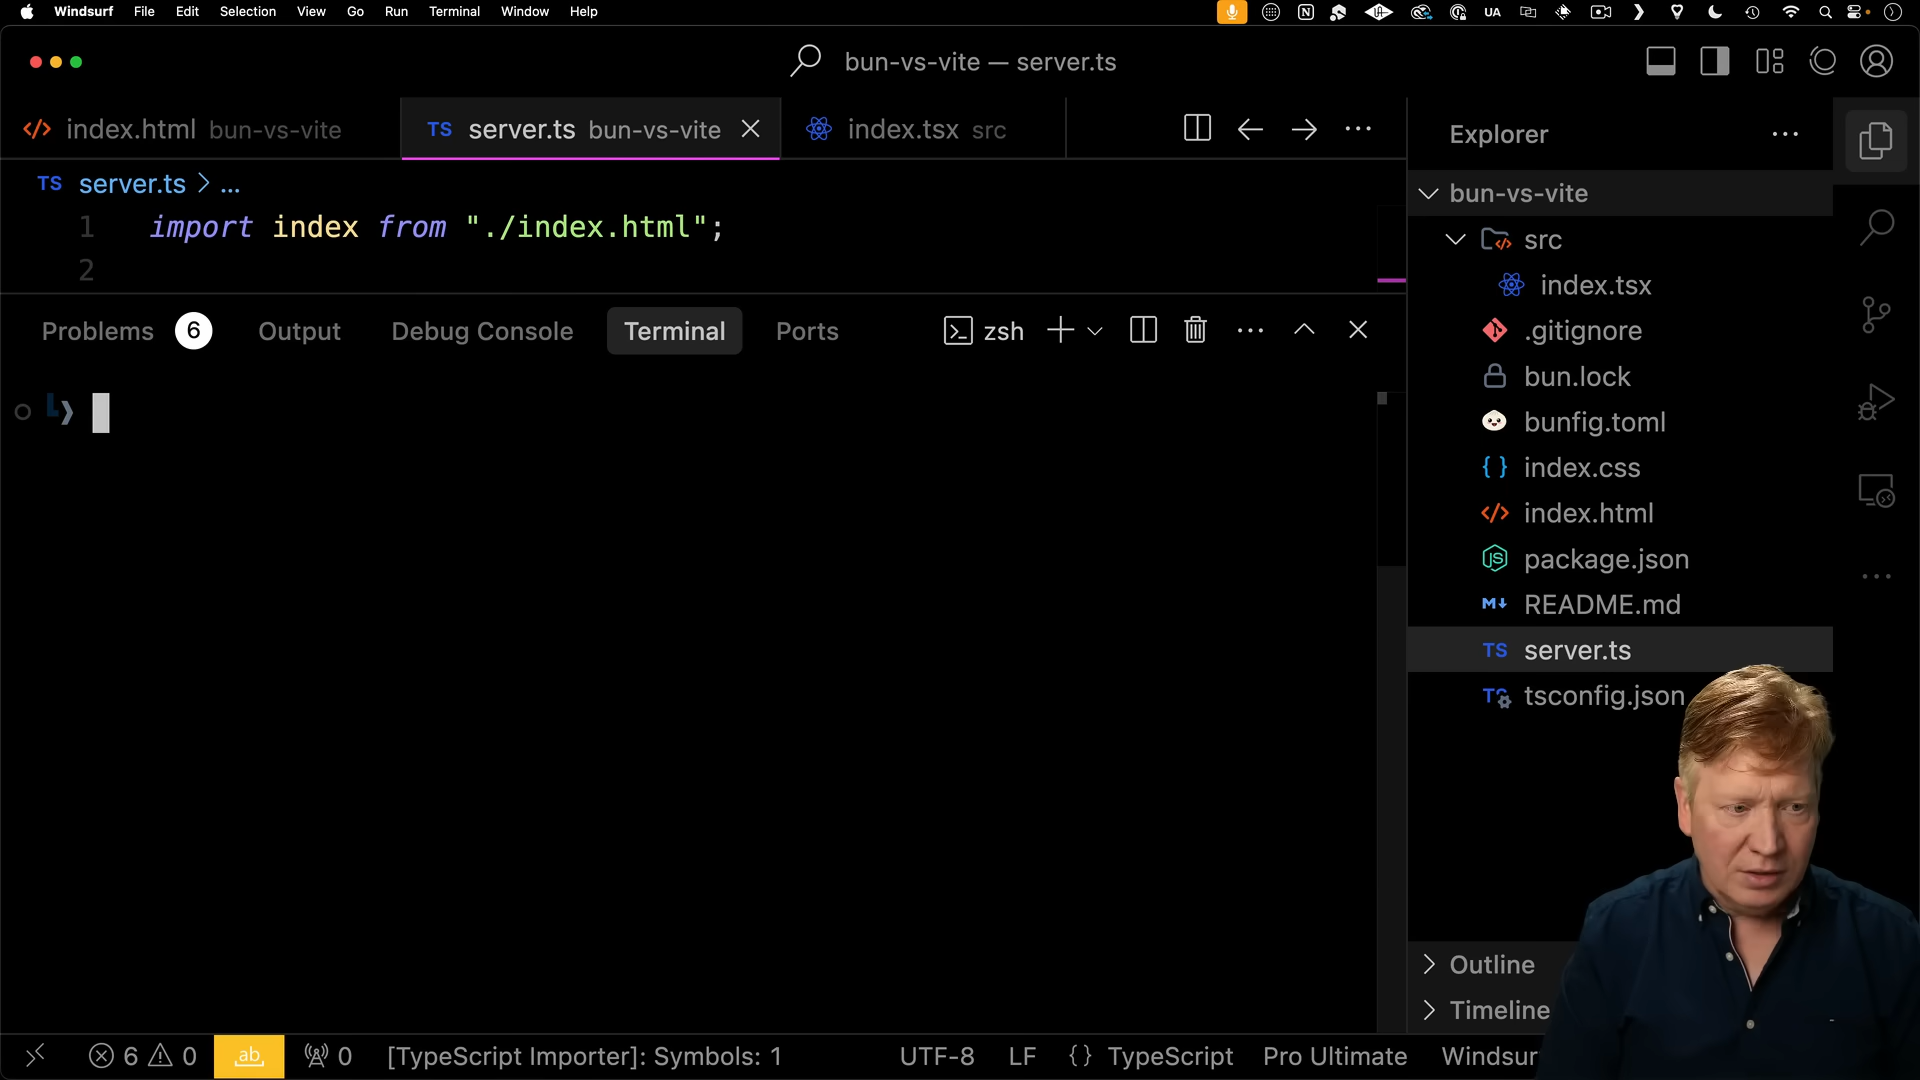 Windsurf File Edit Selection View Go Run Terminal Window Help UA
bun-vs-vite — server.ts
index.html bun-vs-vite TS server.ts bun-vs-vite index.tsx src
TS server.ts > ...
1 import index from "./index.html";
2
Problems 6 Output Debug Console Terminal Ports zsh
Explorer
bun-vs-vite
src
index.tsx
.gitignore
bun.lock
bunfig.toml
index.css
index.html
package.json
README.md
TS server.ts
tsconfig.json
Outline
Timeline
6 0 ab 0 [TypeScript Importer]: Symbols: 1 UTF-8 LF {} TypeScript Pro Ultimate Windsur